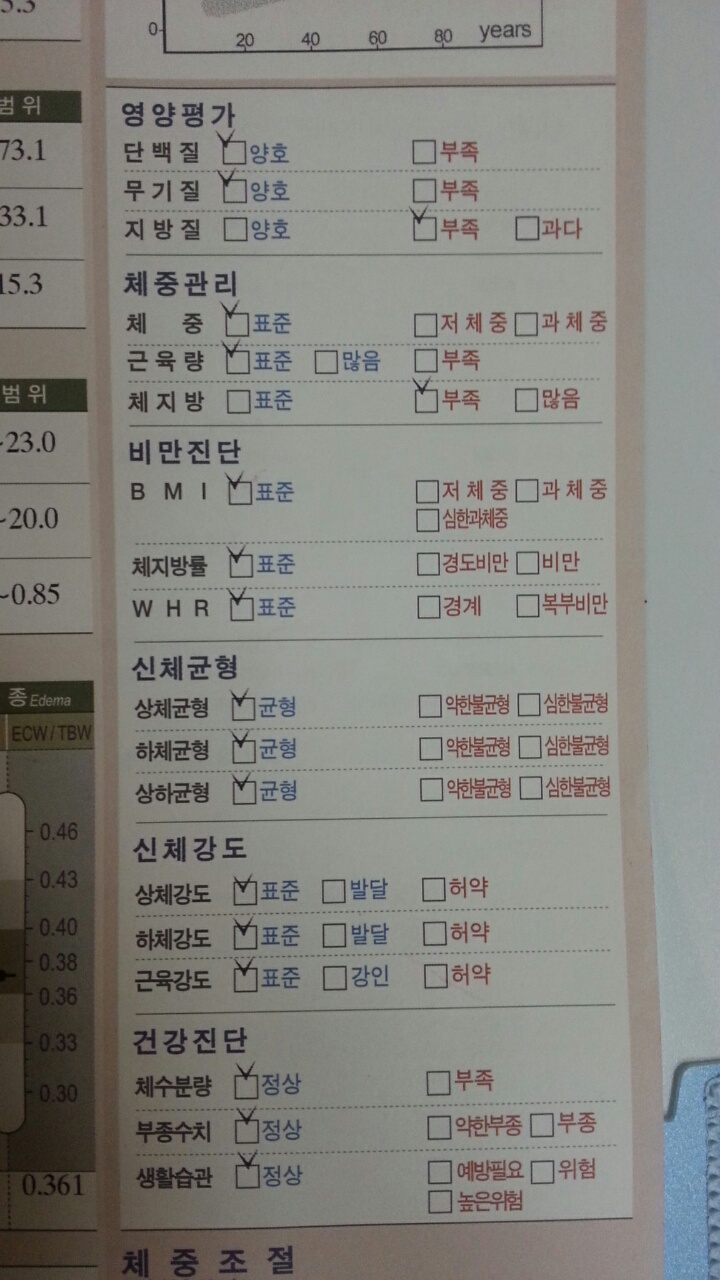 5.3
0
20 40 60 80 years
범위
73.1
33.1
15.3
범위
~23.0
~20.0
~0.85
종 Edema
ECW/TBW
0.46
0.43
0.40
0.38
0.36
0.33
0.30
0.361
영양평가
단백질 양호 부족
무기질 양호 부족
지방질 양호 부족 과다
체중관리
체 중 표준 저체중 과체중
근육량 표준 많음 부족
체지방 표준 부족 많음
비만진단
B M I 표준 저체중 과체중
심한과체중
체지방률 표준 경도비만 비만
W H R 표준 경계 복부비만
신체균형
상체균형 균형 약한불균형 심한불균형
하체균형 균형 약한불균형 심한불균형
상하균형 균형 약한불균형 심한불균형
신체강도
상체강도 표준 발달 허약
하체강도 표준 발달 허약
근육강도 표준 강인 허약
건강진단
체수분량 정상 부족
부종수치 정상 약한부종 부종
생활습관 정상 예방필요 위험
높은위험
체중조절